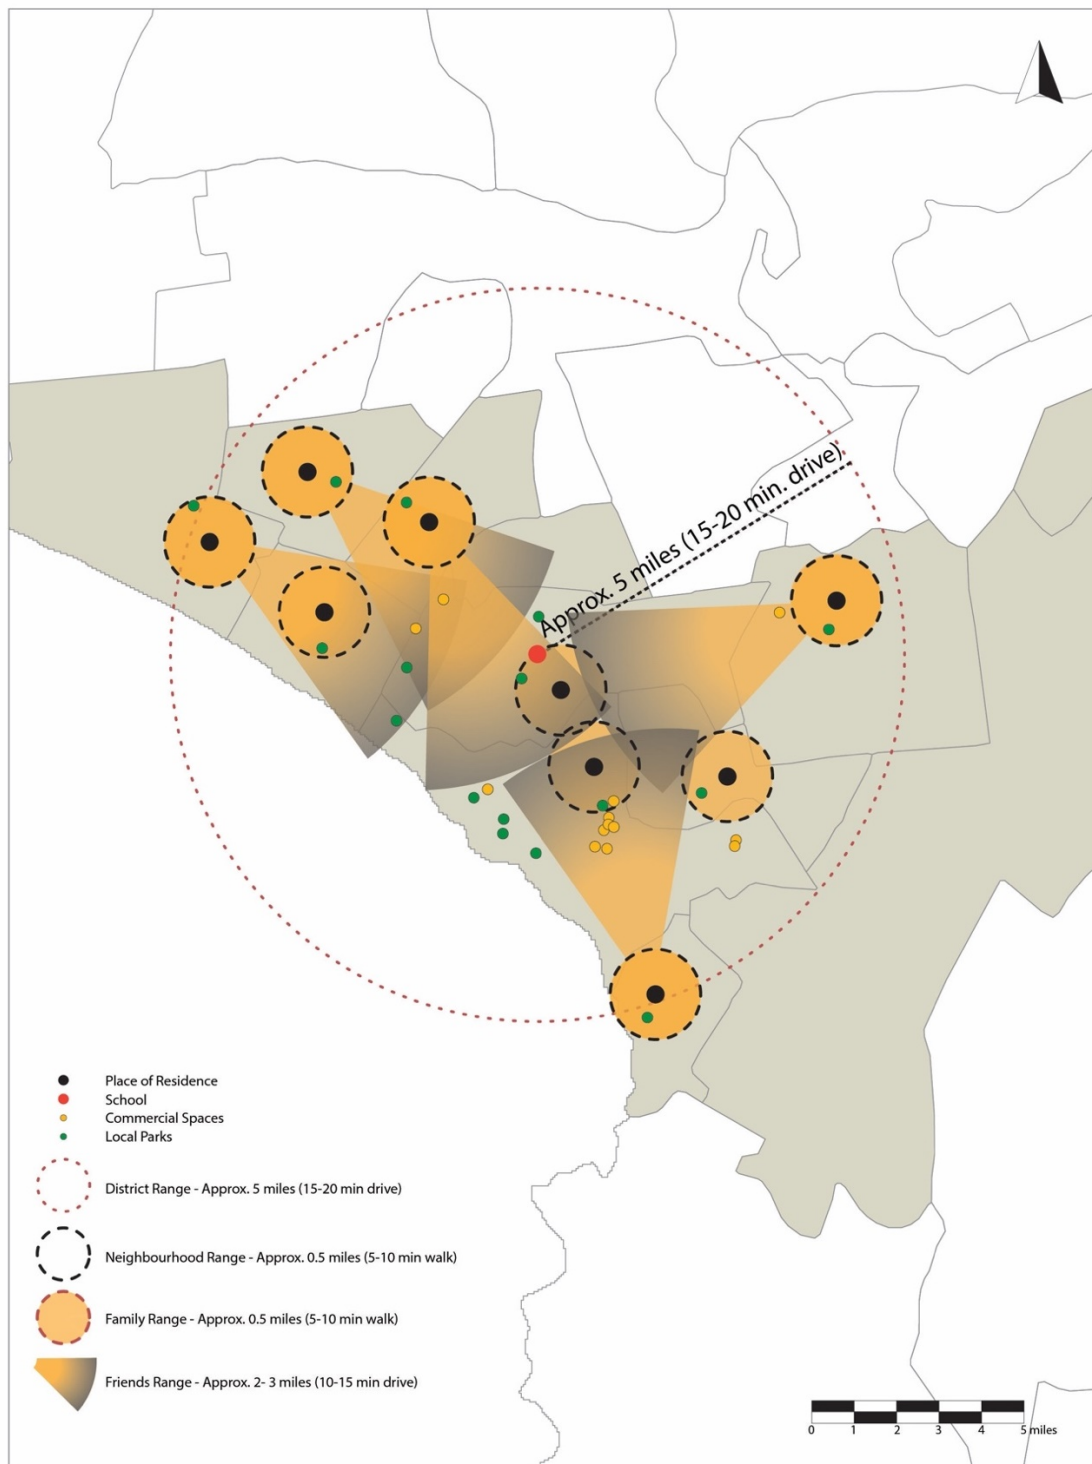 Approx. 5 miles (15-20 min. drive)
Place of Residence
School
Commercial Spaces
Local Parks
District Range - Approx. 5 miles (15-20 min drive)
Neighbourhood Range - Approx. 0.5 miles (5-10 min walk)
Family Range - Approx. 0.5 miles (5-10 min walk)
Friends Range - Approx. 2- 3 miles (10-15 min drive)
0 1 2 3 4 5 miles